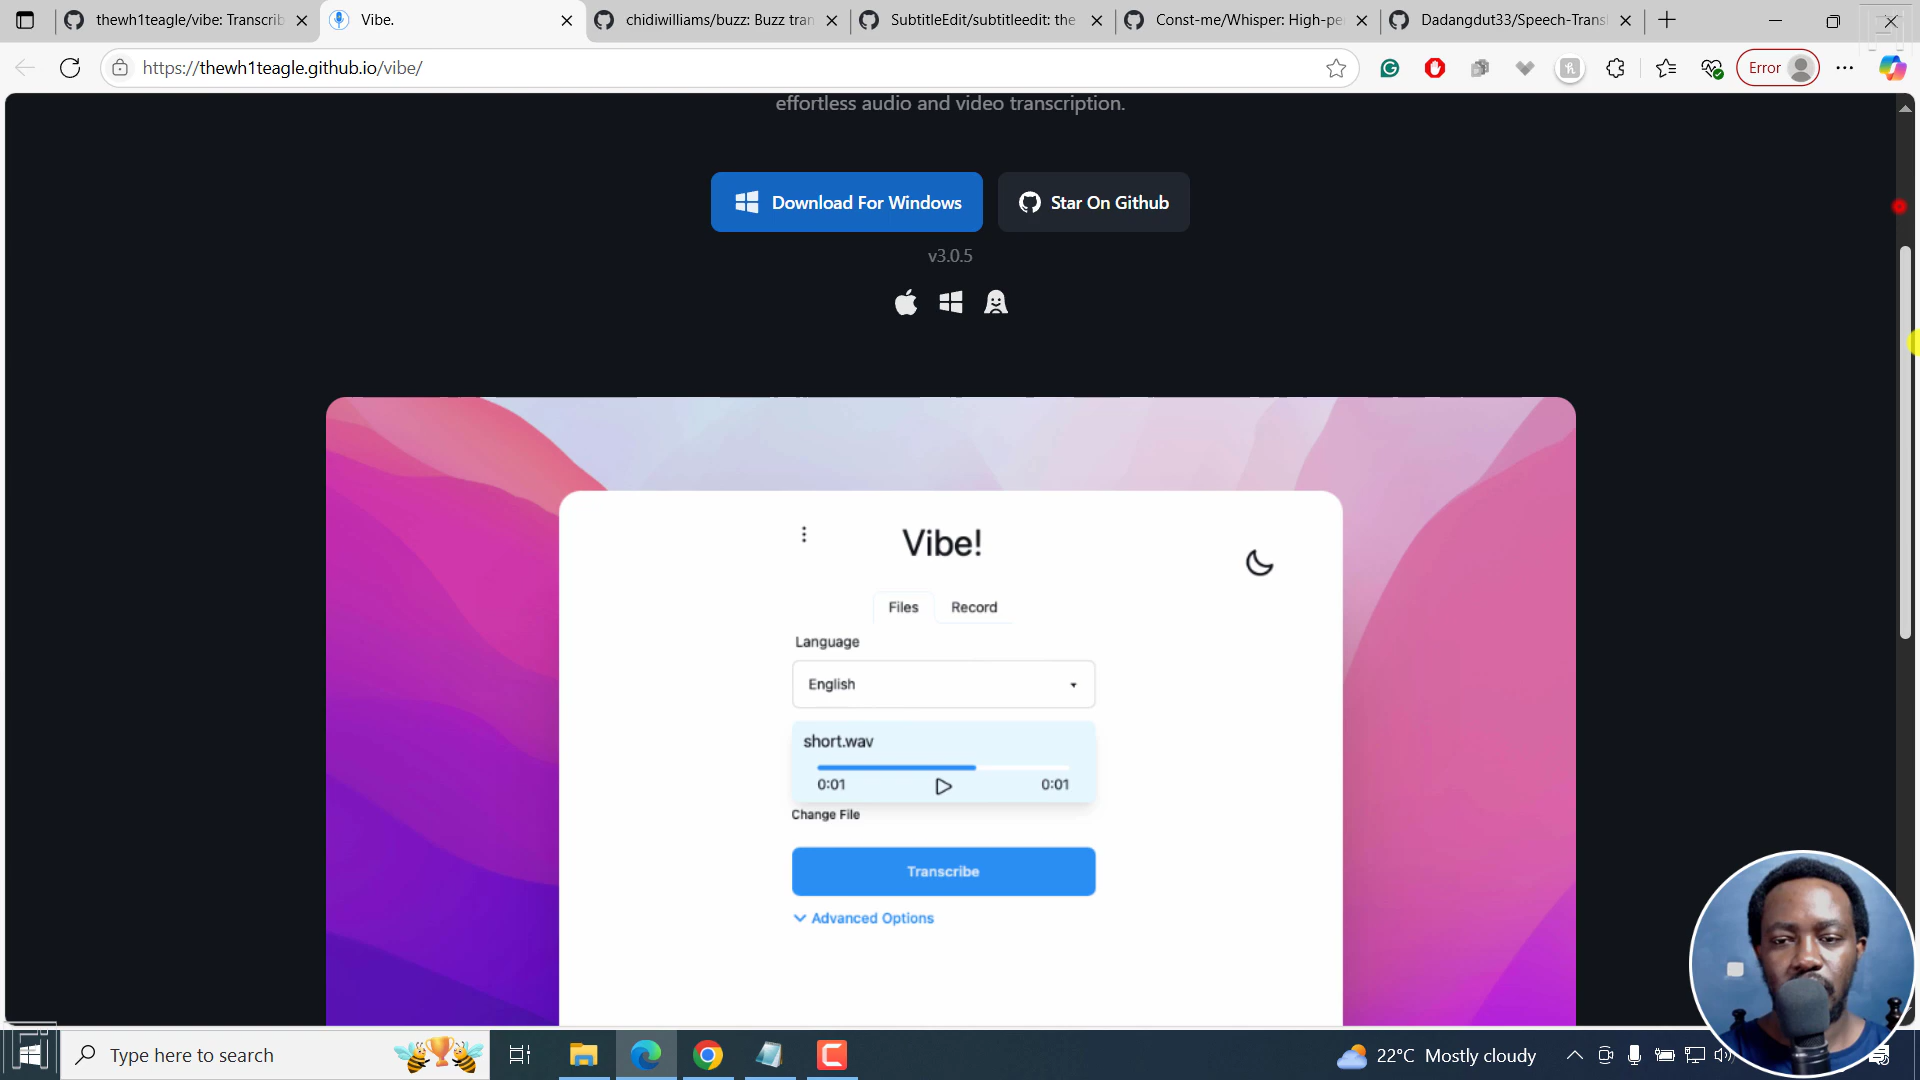 thewh1teagle/vibe: Transcrib
Vibe.
chidiwilliams/buzz: Buzz tran
SubtitleEdit/subtitleedit: the
Const-me/Whisper: High-pe
Dadangdut33/Speech-Transl
https://thewh1teagle.github.io/vibe/
Error
effortless audio and video transcription.
Download For Windows
Star On Github
v3.0.5
Vibe!
Files
Record
Language
English
short.wav
0:01
0:01
Change File
Transcribe
Advanced Options
Type here to search
22°C Mostly cloudy